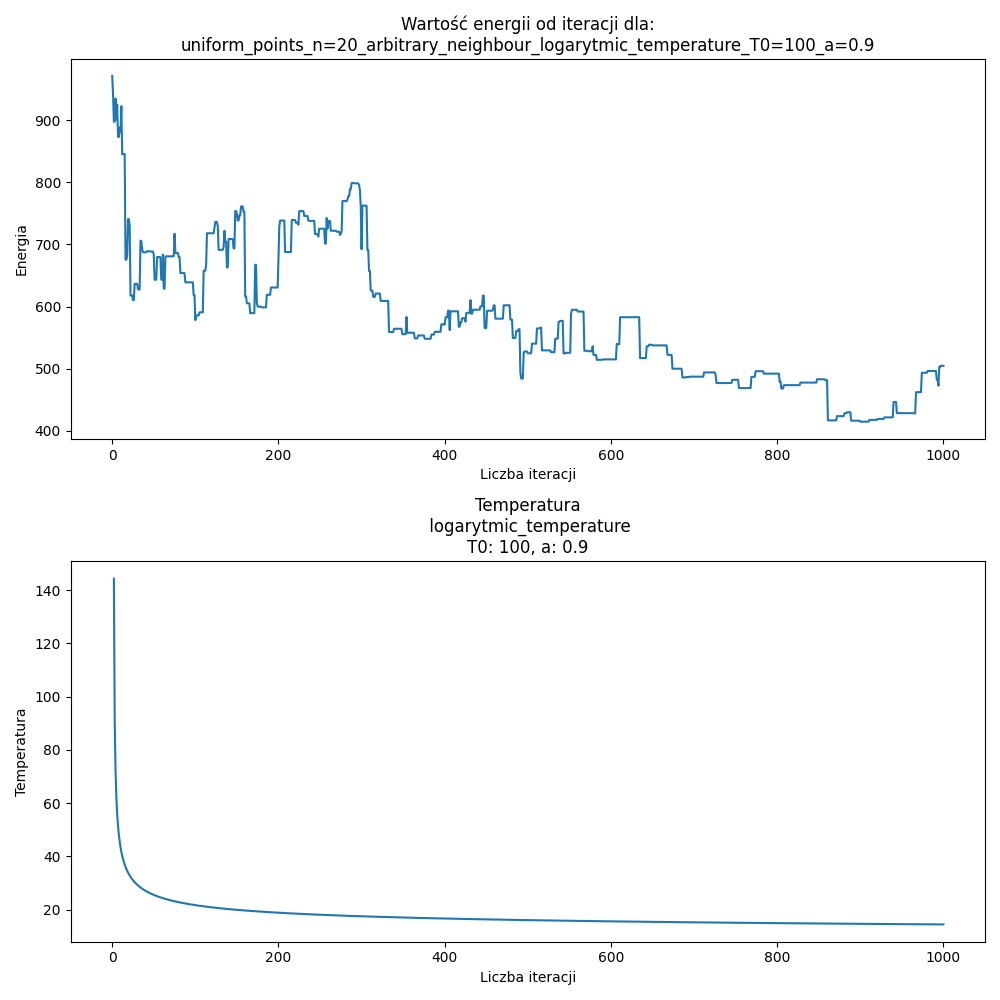 Wartość energii od iteracji dla:
uniform_points_n=20_arbitrary_neighbour_logarytmic_temperature_T0=100_a=0.9
900
800
700
600
500
400
Energia
0 200 400 600 800 1000
Liczba iteracji
Temperatura
logarytmic_temperature
T0: 100, a: 0.9
140
120
100
80
60
40
20
Temperatura
0 200 400 600 800 1000
Liczba iteracji